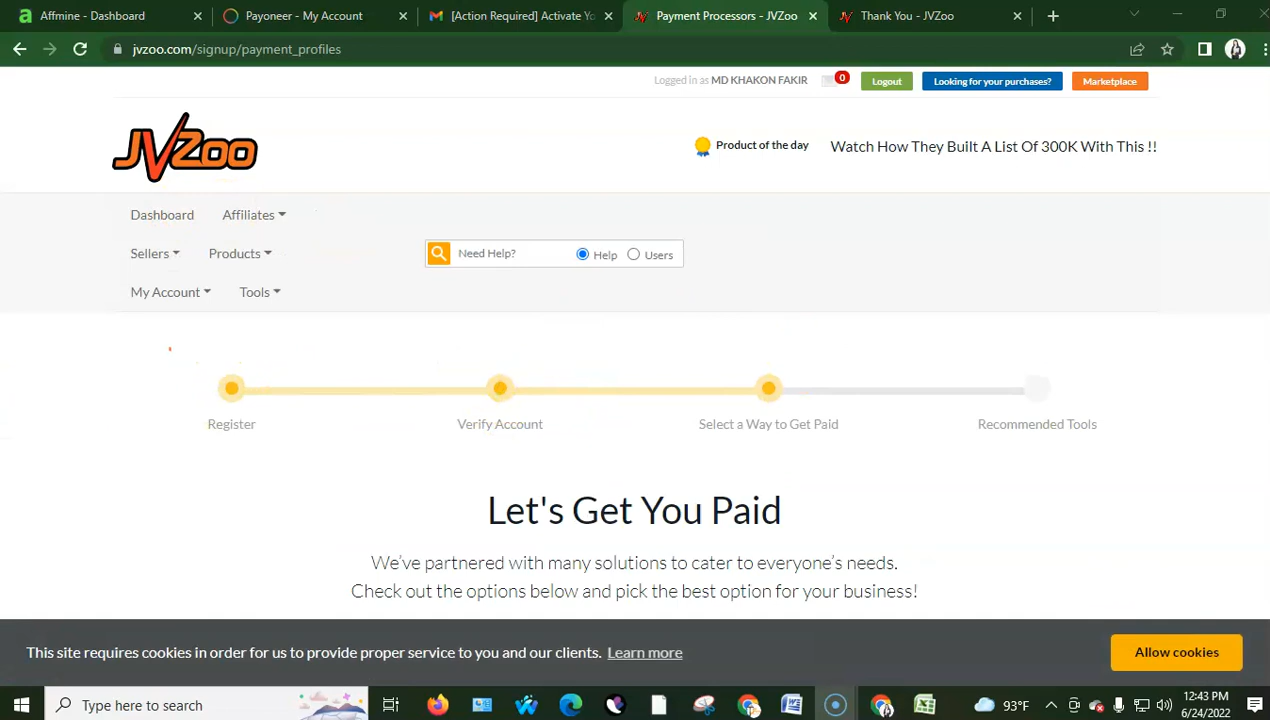 Affmine - Dashboard
Payoneer - My Account
[Action Required] Activate Yo
Payment Processors - JVZoo
Thank You - JVZoo
jvzoo.com/signup/payment_profiles
Logged in as MD KHAKON FAKIR
0
Logout
Looking for your purchases?
Marketplace
JVZoo
Product of the day
Watch How They Built A List Of 300K With This !!
Dashboard
Affiliates
Sellers
Products
Need Help?
Help
Users
My Account
Tools
Register
Verify Account
Select a Way to Get Paid
Recommended Tools
Let's Get You Paid
We've partnered with many solutions to cater to everyone's needs.
Check out the options below and pick the best option for your business!
This site requires cookies in order for us to provide proper service to you and our clients. Learn more
Allow cookies
Type here to search
93°F
12:43 PM
6/24/2022